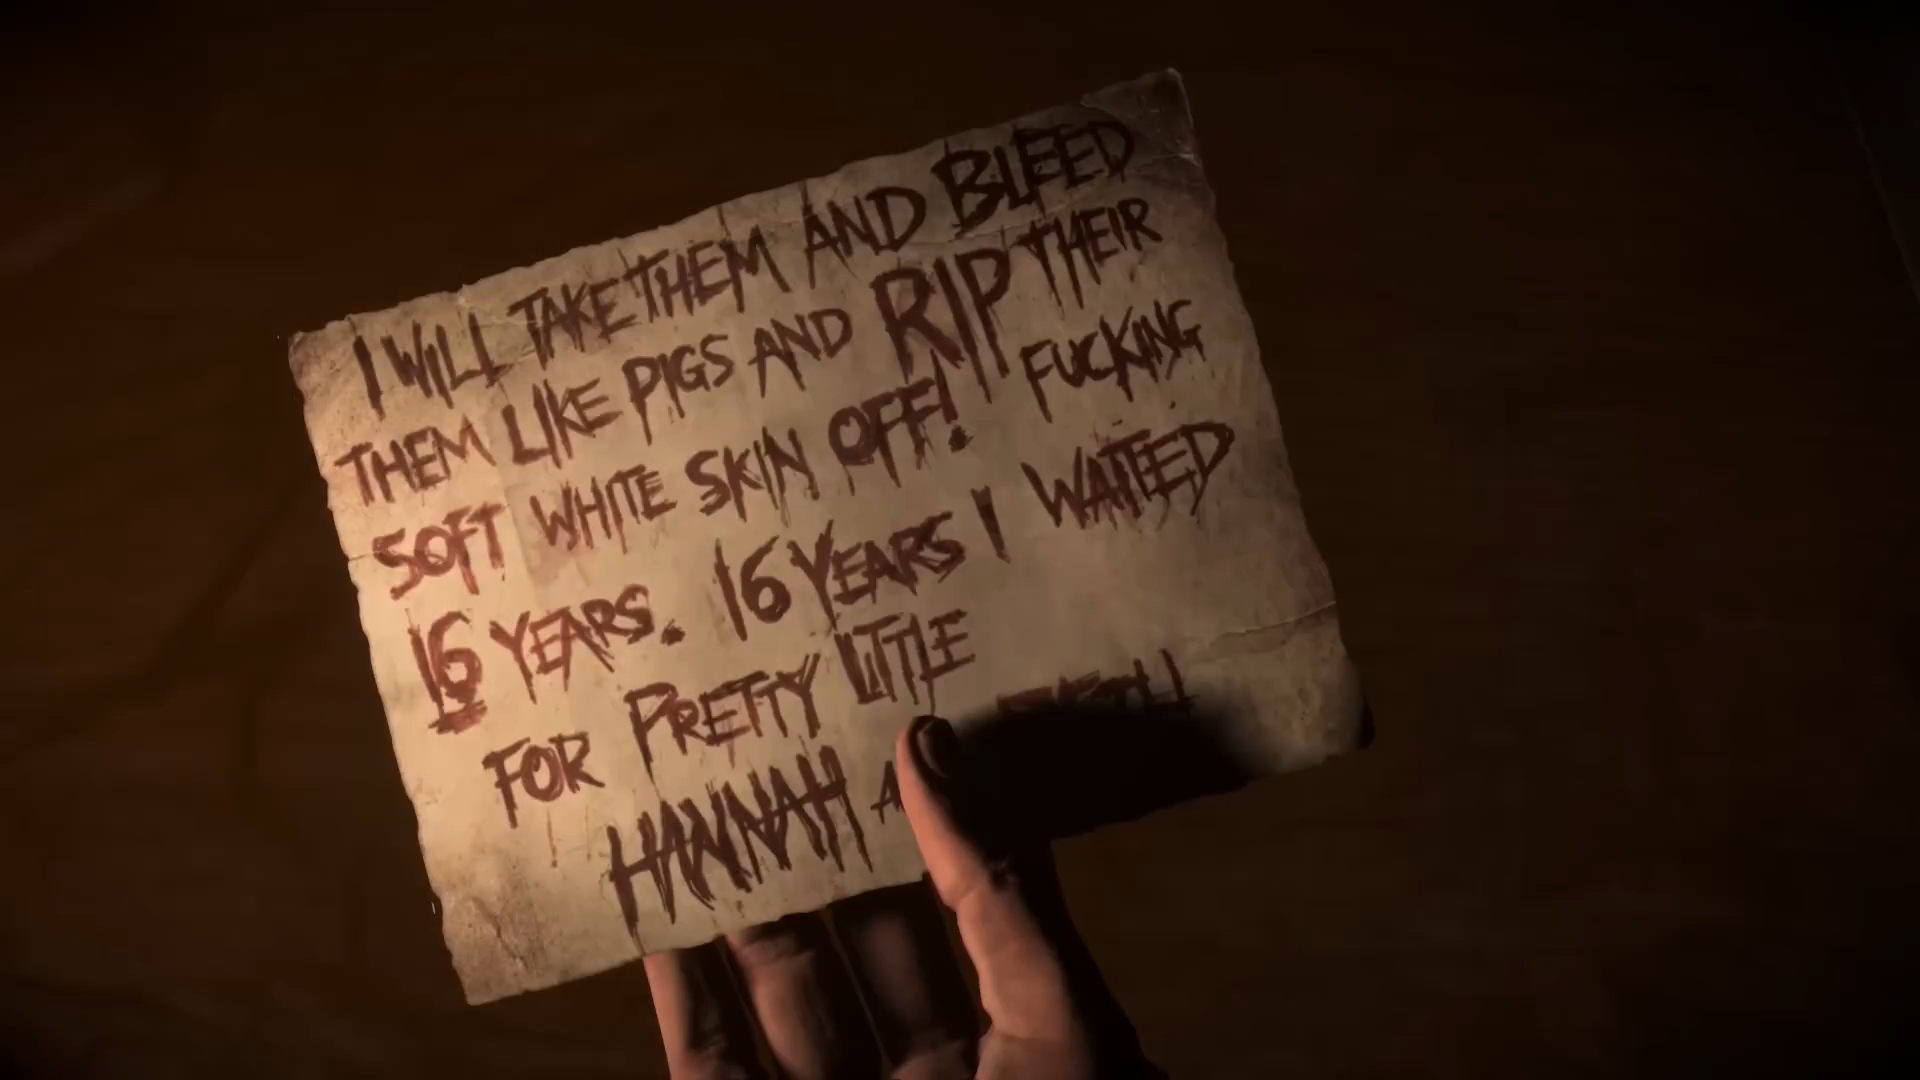 I WILL TAKE THEM AND BLEED
THEM LIKE PIGS AND RIP THEIR
SOFT WHITE SKIN OFF! FUCKING
16 YEARS. 16 YEARS I WAITED
FOR PRETTY LITTLE
HANNAH